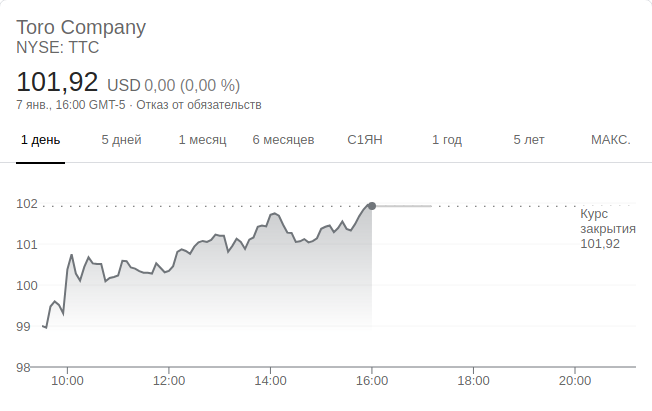 Toro Company
NYSE: TTC
101,92 USD 0,00 (0,00 %)
7 янв., 16:00 GMT-5 · Отказ от обязательств
1 день 5 дней 1 месяц 6 месяцев С1ЯН 1 год 5 лет МАКС.
102
Курс
закрытия
101,92
101
100
99
98
10:00 12:00 14:00 16:00 18:00 20:00